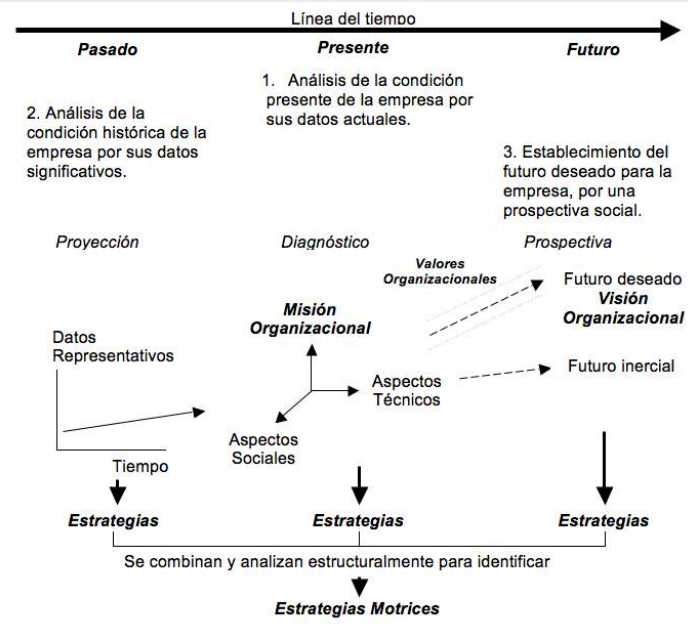 Línea del tiempo
Pasado
Presente
Futuro
1. Análisis de la condición
presente de la empresa por
sus datos actuales.
2. Análisis de la
condición histórica de la
empresa por sus datos
significativos.
3. Establecimiento del
futuro deseado para la
empresa, por una
prospectiva social.
Proyección
Diagnóstico
Prospectiva
Valores
Organizacionales
Futuro deseado
Visión
Organizacional
Misión
Organizacional
Datos
Representativos
Futuro inercial
Aspectos
Técnicos
Aspectos
Sociales
Tiempo
Estrategias
Estrategias
Estrategias
Se combinan y analizan estructuralmente para identificar
Estrategias Motrices